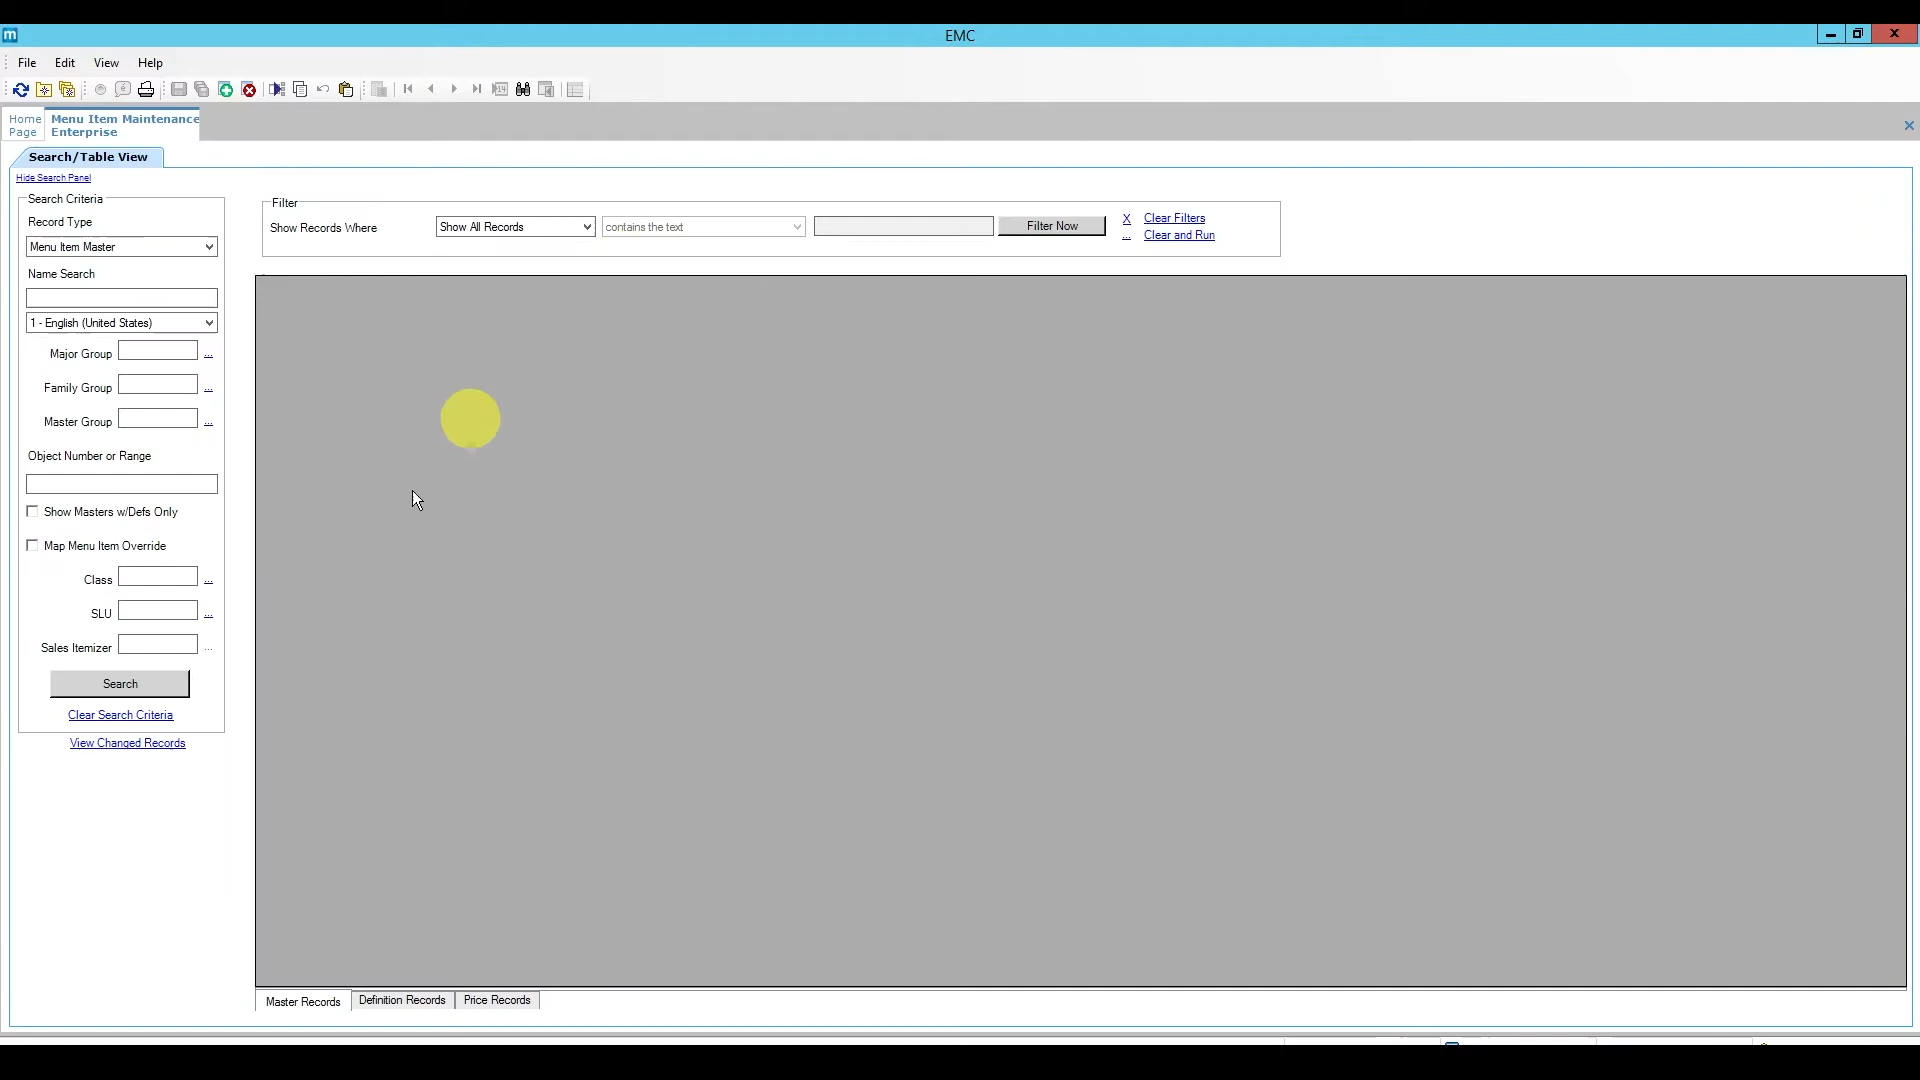 m
EMC
File Edit View Help
Home Page
Menu Item Maintenance
Enterprise
Search/Table View
Hide Search Panel
Search Criteria
Record Type
Menu Item Master
Name Search
1 - English (United States)
Major Group ...
Family Group ...
Master Group ...
Object Number or Range
Show Masters w/Defs Only
Map Menu Item Override
Class ...
SLU ...
Sales Itemizer ...
Search
Clear Search Criteria
View Changed Records
Filter
Show Records Where Show All Records contains the text Filter Now
X Clear Filters
... Clear and Run
Master Records Definition Records Price Records